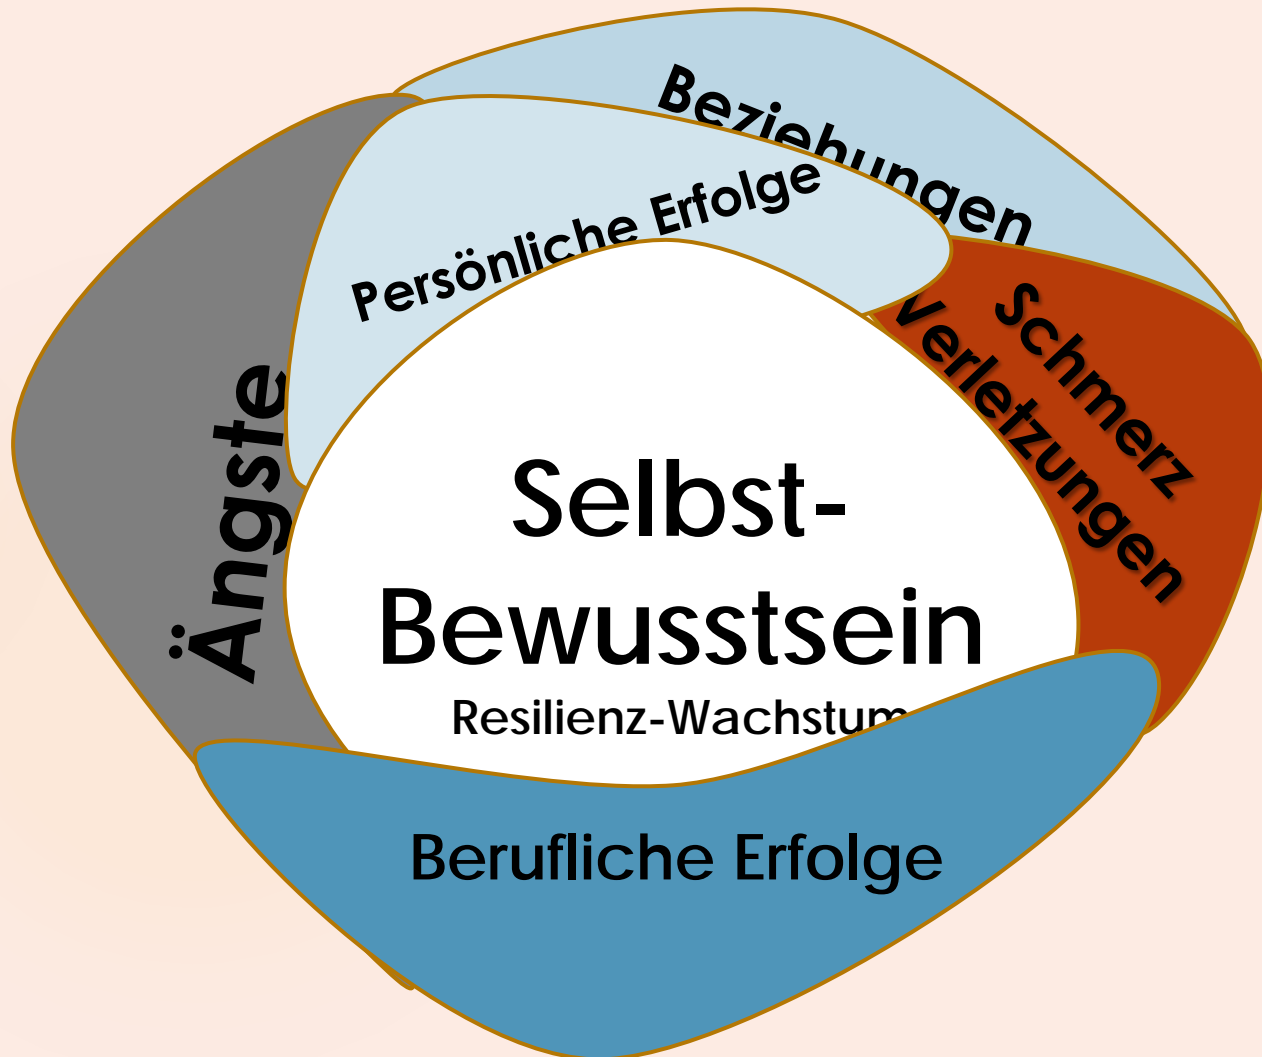 Beziehungen
Persönliche Erfolge
Schmerz
Verletzungen
Ängste
Selbst-
Bewusstsein
Resilienz-Wachstum
Berufliche Erfolge